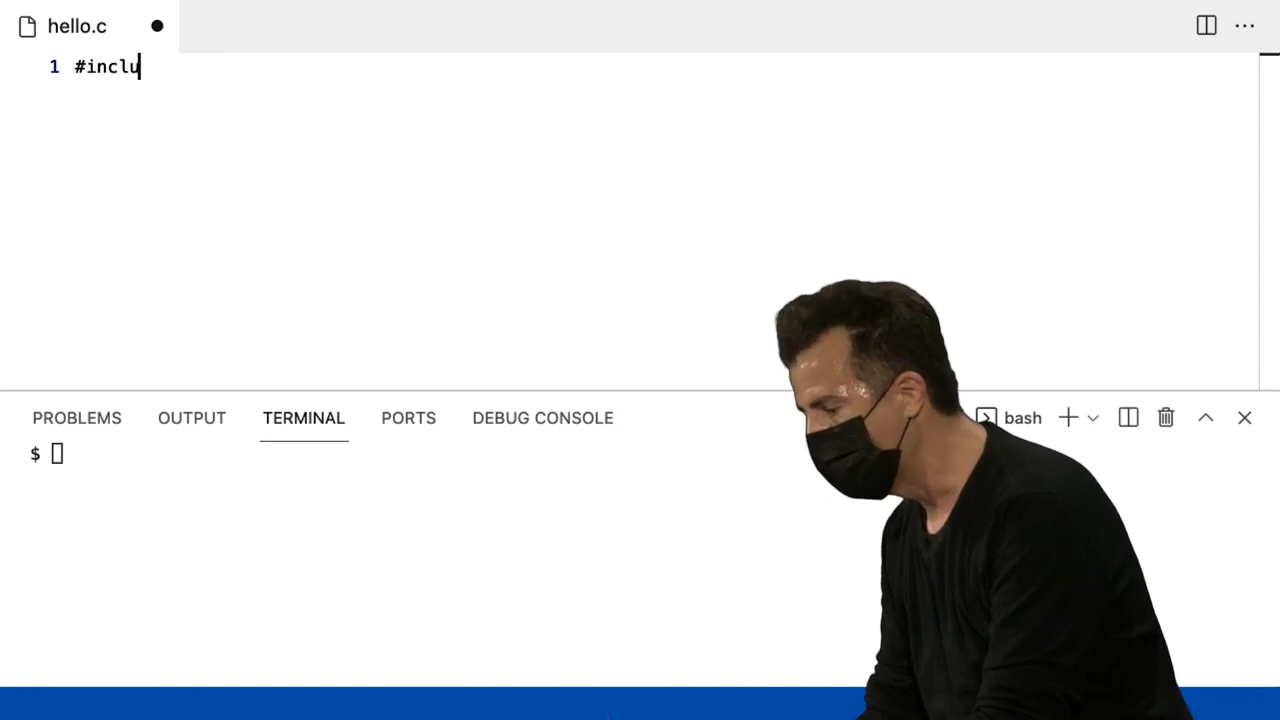 hello.c
1 #inclu
PROBLEMS OUTPUT TERMINAL PORTS DEBUG CONSOLE bash
$